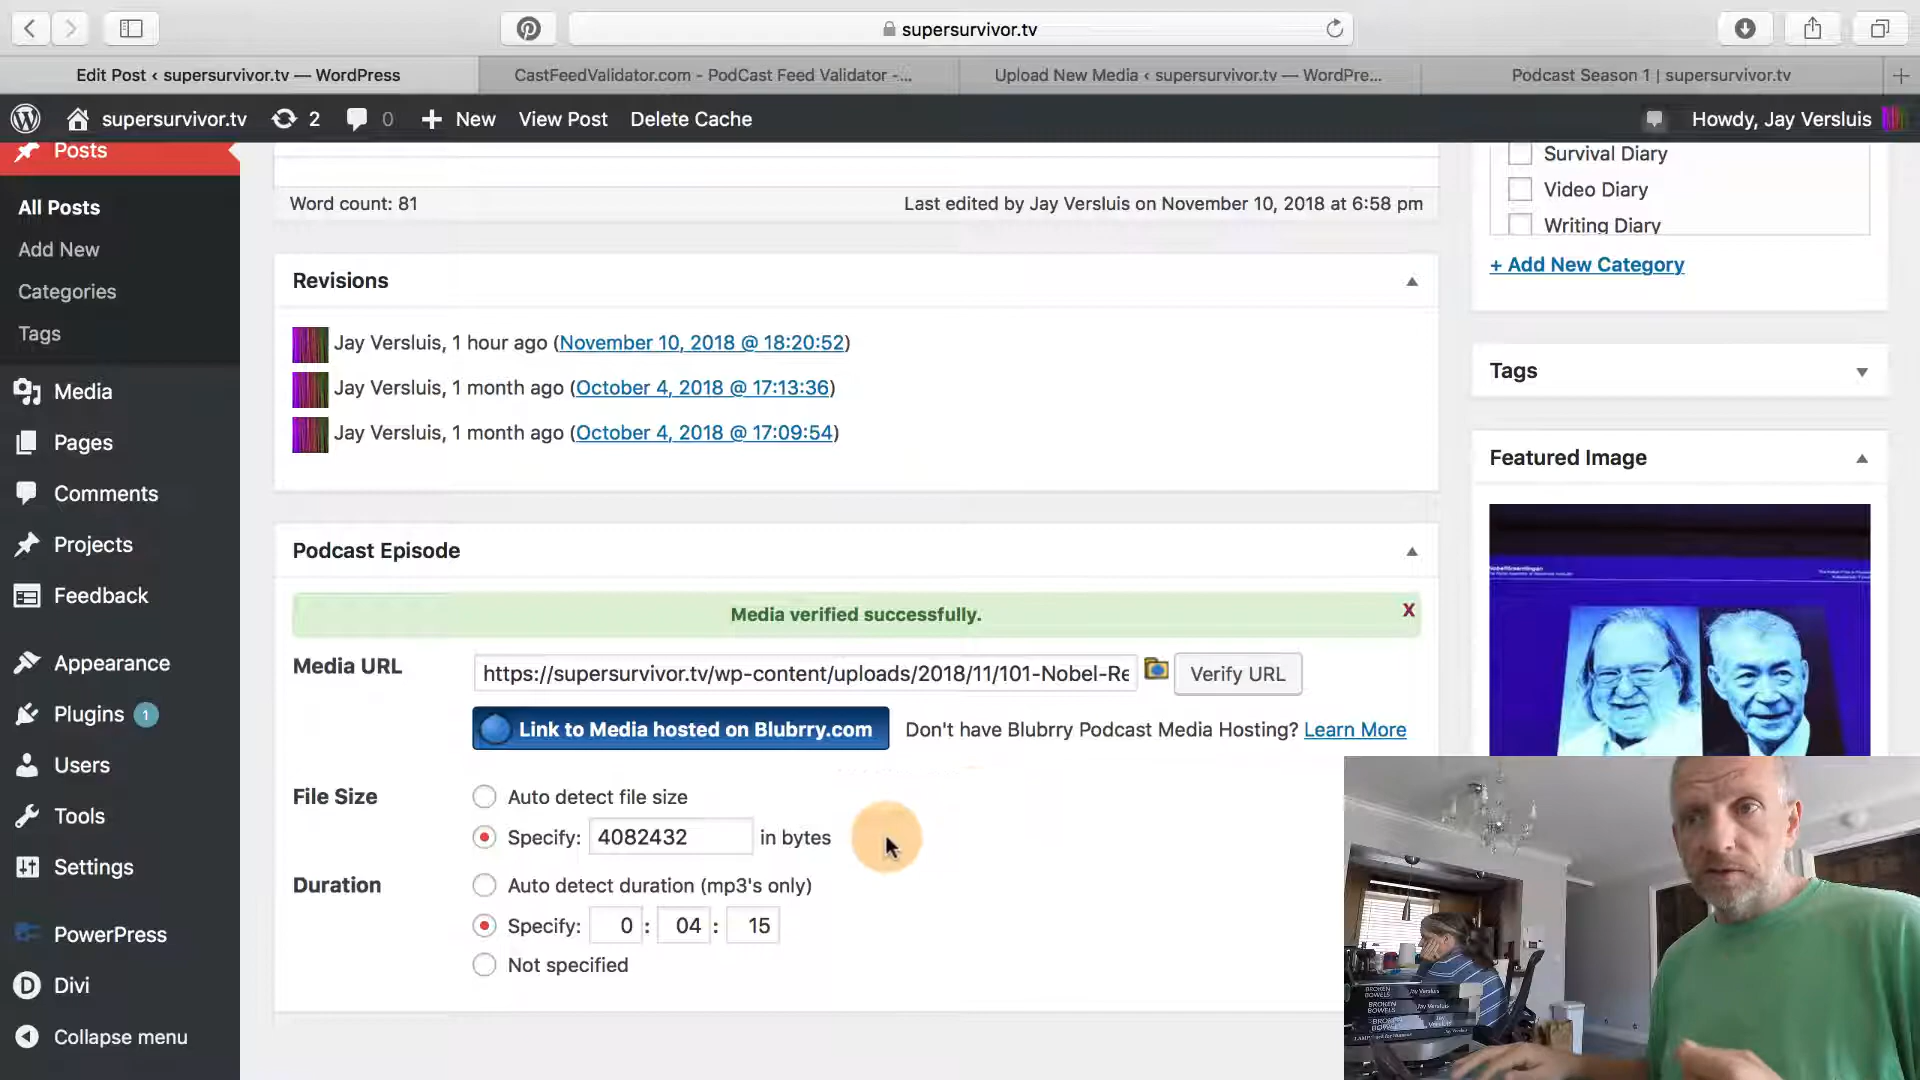 supersurvivor.tv
Edit Post ‹ supersurvivor.tv — WordPress
CastFeedValidator.com - PodCast Feed Validator -...
Upload New Media ‹ supersurvivor.tv — WordPre...
Podcast Season 1 | supersurvivor.tv
supersurvivor.tv
2
0
New
View Post
Delete Cache
Howdy, Jay Versluis
Posts
All Posts
Add New
Categories
Tags
Media
Pages
Comments
Projects
Feedback
Appearance
Plugins 1
Users
Tools
Settings
PowerPress
Divi
Collapse menu
Word count: 81
Last edited by Jay Versluis on November 10, 2018 at 6:58 pm
Revisions
Jay Versluis, 1 hour ago (November 10, 2018 @ 18:20:52)
Jay Versluis, 1 month ago (October 4, 2018 @ 17:13:36)
Jay Versluis, 1 month ago (October 4, 2018 @ 17:09:54)
Podcast Episode
Media verified successfully.
X
Media URL
https://supersurvivor.tv/wp-content/uploads/2018/11/101-Nobel-Re
Verify URL
Link to Media hosted on Blubrry.com
Don't have Blubrry Podcast Media Hosting? Learn More
File Size
Auto detect file size
Specify: 4082432 in bytes
Duration
Auto detect duration (mp3's only)
Specify: 0 : 04 : 15
Not specified
Survival Diary
Video Diary
Writing Diary
+ Add New Category
Tags
Featured Image
BROKEN BOWELS Jay Versluis
BROKEN BOWELS Jay Versluis